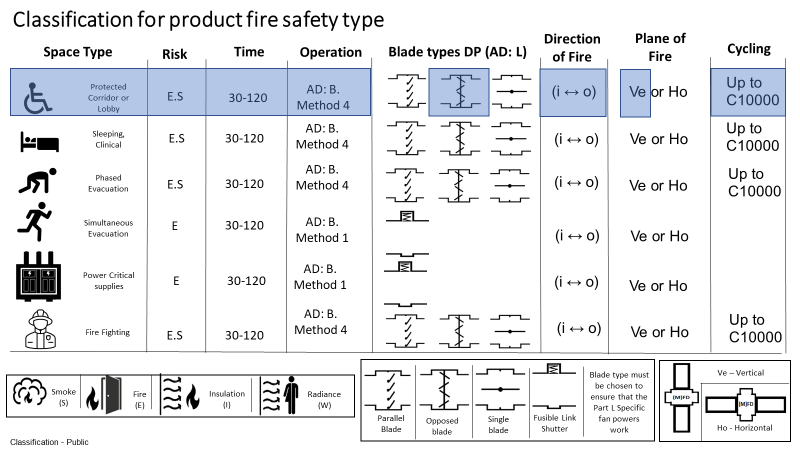 Classification for product fire safety type
Space Type
Risk
Time
Operation
Blade types DP (AD: L)
Direction
of Fire
Plane of
Fire
Cycling
Protected
Corridor or
Lobby
E.S
30-120
AD: B.
Method 4
(i ↔ o)
Ve or Ho
Up to
C10000
Sleeping,
Clinical
E.S
30-120
AD: B.
Method 4
(i ↔ o)
Ve or Ho
Up to
C10000
Phased
Evacuation
E.S
30-120
AD: B.
Method 4
(i ↔ o)
Ve or Ho
Up to
C10000
Simultaneous
Evacuation
E
30-120
AD: B.
Method 1
(i ↔ o)
Ve or Ho
Power Critical
supplies
E
30-120
AD: B.
Method 1
(i ↔ o)
Ve or Ho
Fire Fighting
E.S
30-120
AD: B.
Method 4
(i ↔ o)
Ve or Ho
Up to
C10000
Smoke
(S)
Fire
(E)
Insulation
(I)
Radiance
(W)
Parallel
Blade
Opposed
blade
Single
blade
Fusible Link
Shutter
Blade type must
be chosen to
ensure that the
Part L Specific
fan powers
work
(M)FD
Ve – Vertical
(M)FD
Ho - Horizontal
Classification - Public